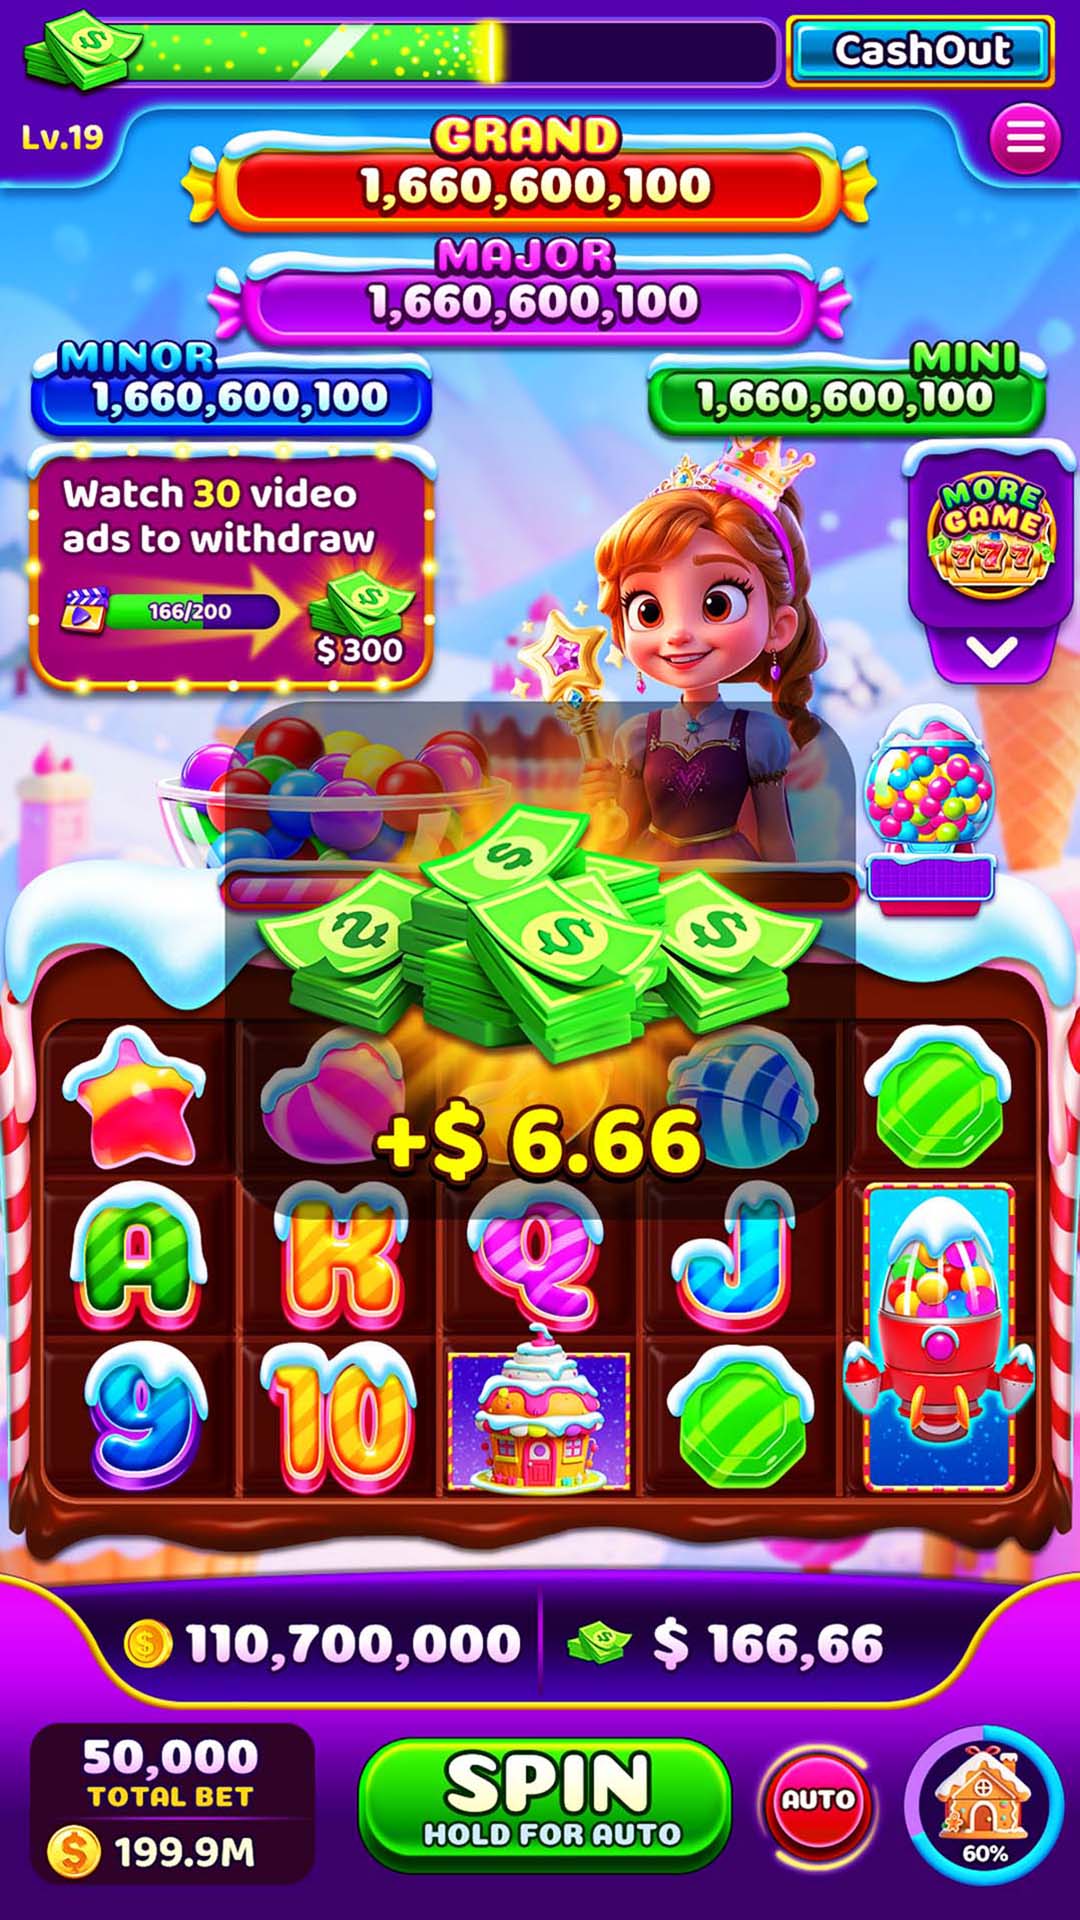 CashOut
Lv.19
GRAND
1,660,600,100
MAJOR
1,660,600,100
MINOR
1,660,600,100
MINI
1,660,600,100
Watch 30 video
ads to withdraw
166/200
$ 300
MORE
GAME
777
+$ 6.66
A K Q J
9 10
110,700,000
$ 166,66
50,000
TOTAL BET
199.9M
SPIN
HOLD FOR AUTO
AUTO
60%